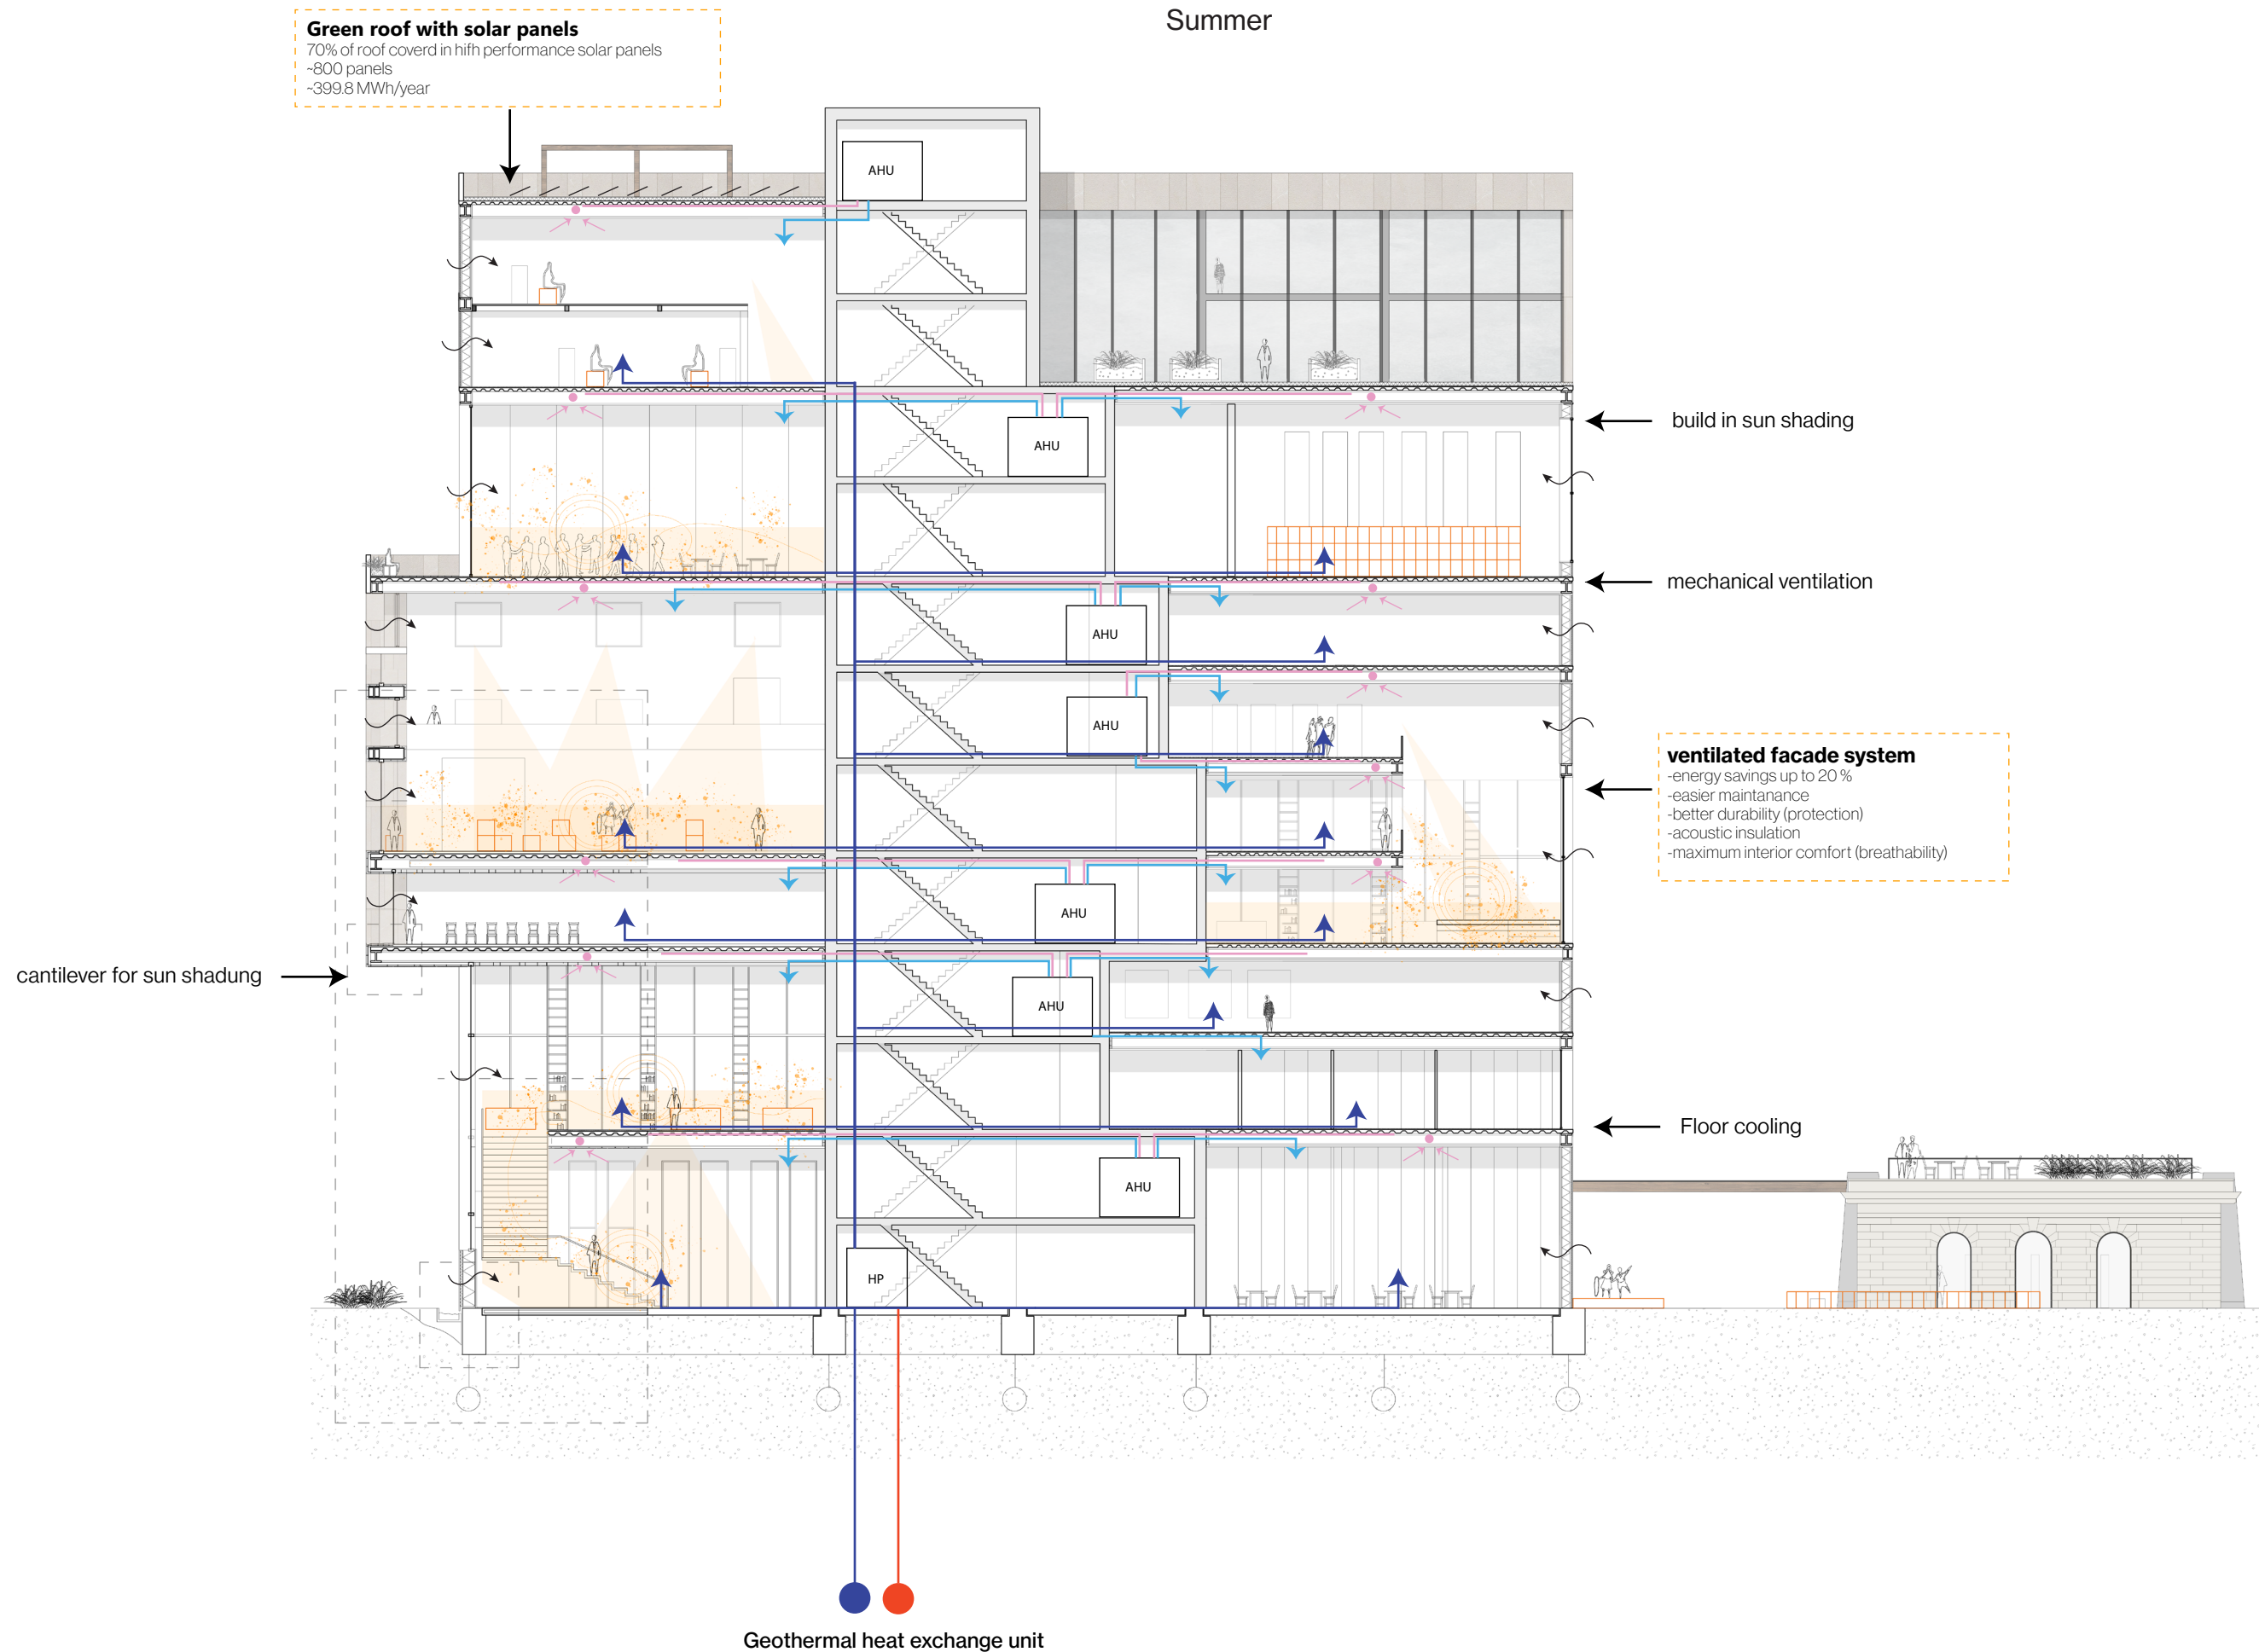 Summer
Green roof with solar panels
70% of roof coverd in hifh performance solar panels
~800 panels
~399.8 MWh/year
AHU
AHU
build in sun shading
mechanical ventilation
AHU
AHU
ventilated facade system
-energy savings up to 20 %
-easier maintanance
-better durability (protection)
-acoustic insulation
-maximum interior comfort (breathability)
AHU
cantilever for sun shadung
AHU
Floor cooling
AHU
HP
Geothermal heat exchange unit